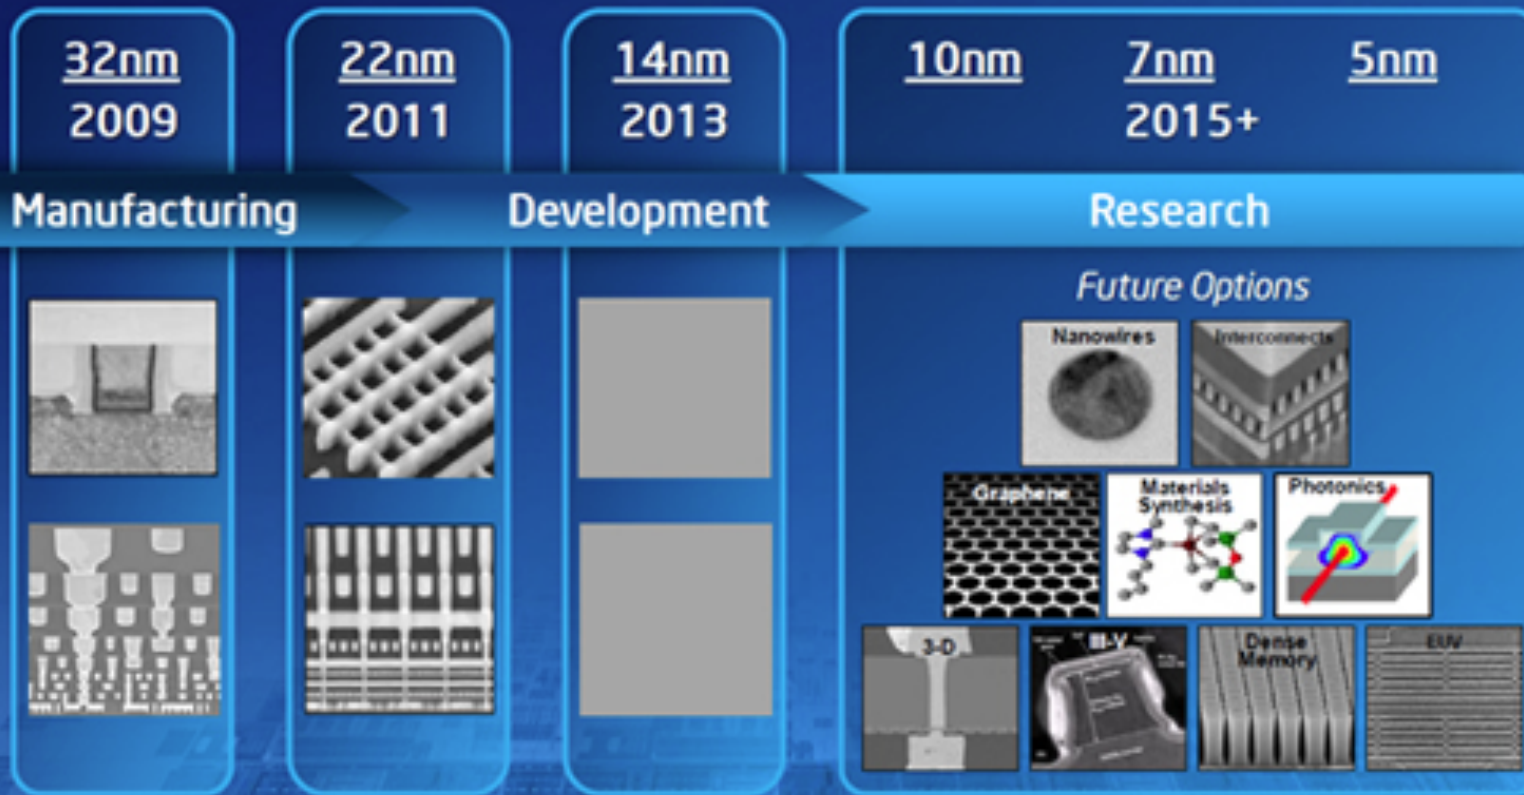 32nm
2009
22nm
2011
14nm
2013
10nm 7nm 5nm
2015+
Manufacturing Development Research
Future Options
Nanowires
Interconnects
Graphene
Materials
Synthesis
Photonics
3-D
III-V
Dense
Memory
EUV